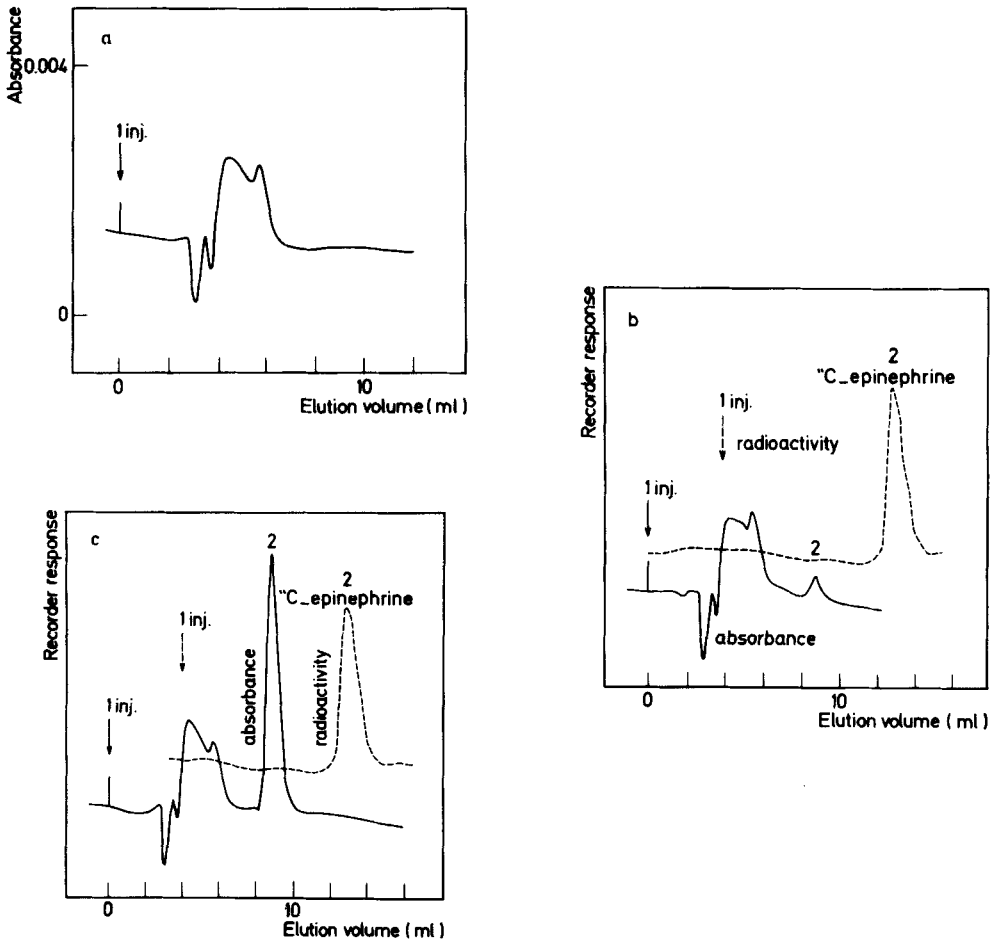 a
Absorbance
0.004
1 inj.
0
0
10
Elution volume ( ml )
b
Recorder response
2
"C_epinephrine
1 inj.
radioactivity
1 inj.
2
absorbance
0
10
Elution volume ( ml )
c
Recorder response
2
2
"C_epinephrine
1 inj.
absorbance
radioactivity
1 inj.
0
10
Elution volume ( ml )